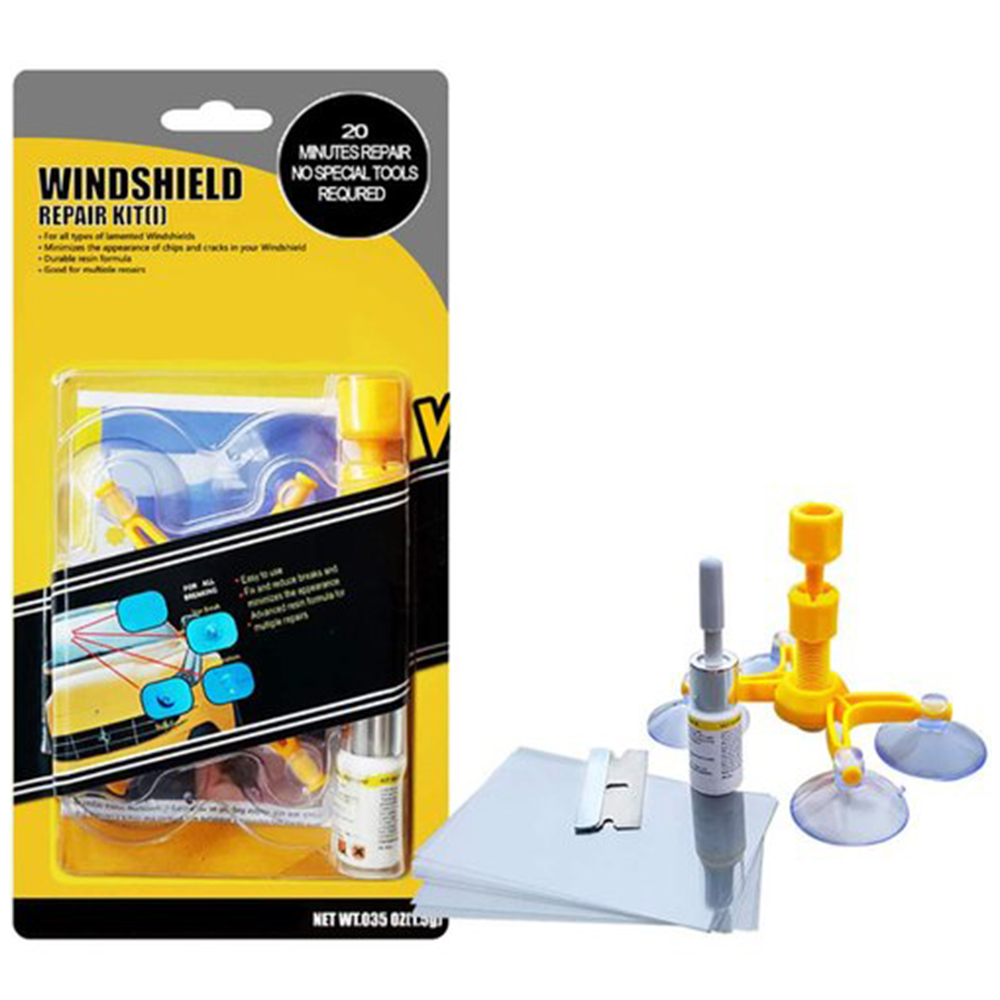 20
MINUTES REPAIR
NO SPECIAL TOOLS
REQURED
WINDSHIELD
REPAIR KIT(I)
• For all types of lamented Windshields
• Minimizes the appearance of chips and cracks in your Windshield
• Durable resin formula
• Good for multiple repairs
FOR ALL
BREAKING
• Easy to use
• Fix and reduce breaks and
minimizes the appearance
Advanced resin formula for
• multiple repairs
NET WT.035 OZ(1.5g)